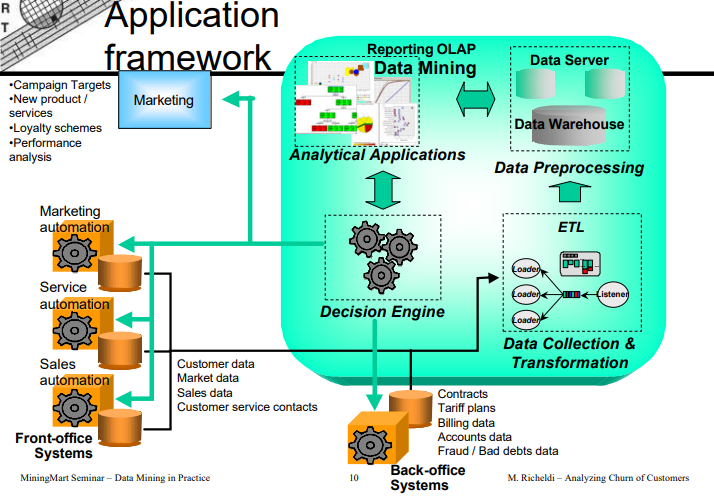 R
T
Application
framework
•Campaign Targets
•New product /
services
•Loyalty schemes
•Performance
analysis
Marketing
Reporting OLAP
Data Mining
Analytical Applications
Data Server
Data Warehouse
Data Preprocessing
Marketing
automation
Service
automation
Sales
automation
Front-office
Systems
Decision Engine
ETL
Loader
Loader
Loader
Listener
Data Collection &
Transformation
Customer data
Market data
Sales data
Customer service contacts
Contracts
Tariff plans
Billing data
Accounts data
Fraud / Bad debts data
Back-office
Systems
MiningMart Seminar – Data Mining in Practice
10
M. Richeldi – Analyzing Churn of Customers